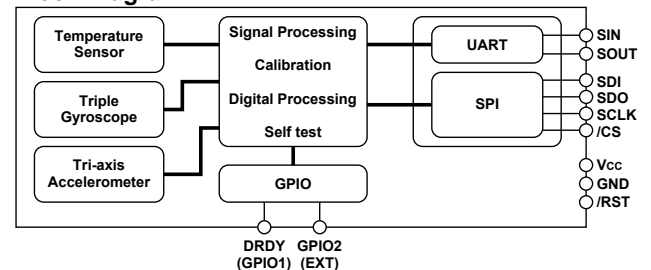 Temperature
Sensor
Triple
Gyroscope
Tri-axis
Accelerometer
Signal Processing
Calibration
Digital Processing
Self test
GPIO
UART
SPI
SIN
SOUT
SDI
SDO
SCLK
/CS
Vcc
GND
/RST
DRDY
(GPIO1)
GPIO2
(EXT)